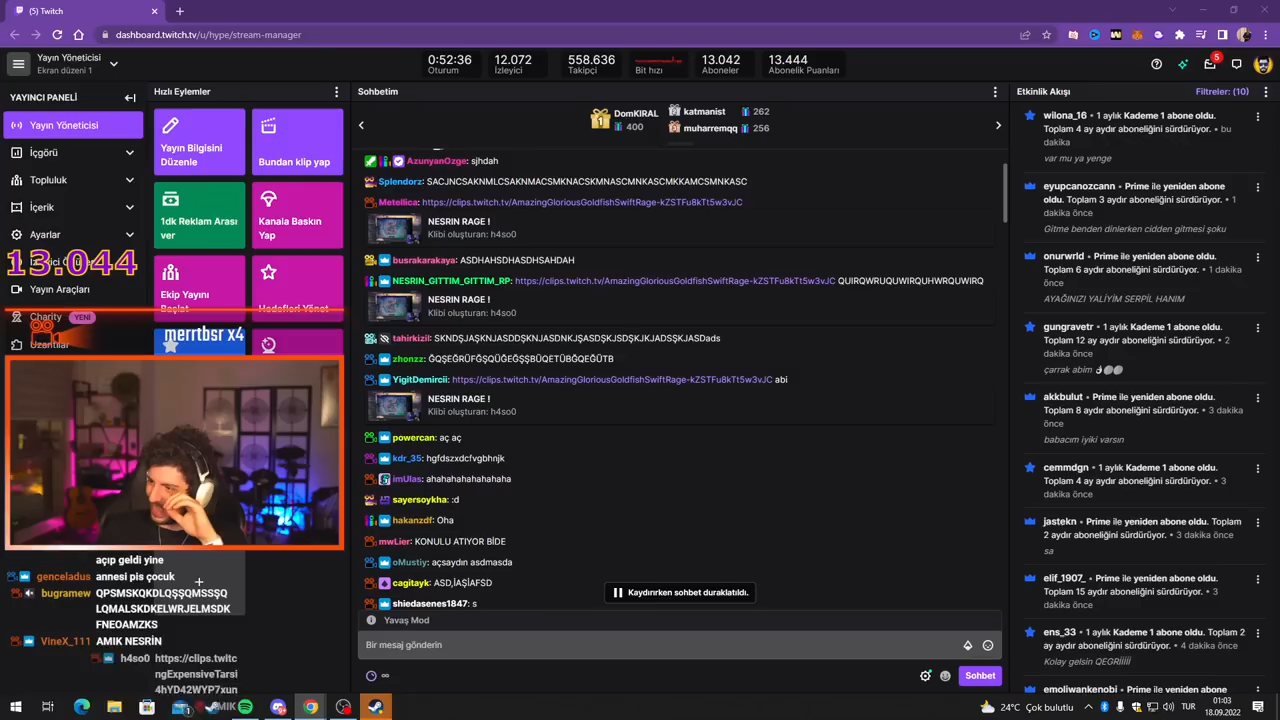 (5) Twitch
dashboard.twitch.tv/u/hype/stream-manager
Yayın Yöneticisi
Ekran düzeni 1
0:52:36
Oturum
12.072
İzleyici
558.636
Takipçi
Bit hızı
13.042
Aboneler
13.444
Abonelik Puanları
5
YAYINCI PANELİ
Yayın Yöneticisi
İçgörü
Topluluk
İçerik
Ayarlar
13.044
Yayın Araçları
Charity YENİ
Uzantılar
merrtbsr x4
Hızlı Eylemler
Yayın Bilgisini
Düzenle
Bundan klip yap
1dk Reklam Arası
ver
Kanala Baskın
Yap
Ekip Yayını
Başlat
Hedefleri Yönet
açıp geldi yine
genceladus annesi pis çocuk
bugramew QPSMSKQKDLQŞŞQMSSŞQ
LQMALSKDKELWRJELMSDK
FNEOAMZKS
VineX_111 AMIK NESRİN
h4so0 https://clips.twitc
ngExpensiveTarsi
4hYD42WYP7xun
Sohbetim
1 DomKIRAL 400
katmanist 262
muharremqq 256
AzunyanOzge: sjhdah
Splendorz: SACJNCSAKNMLCSAKNMACSMKNACSKMNASCMNKASCMKKAMCSMNKASC
Meteilica: https://clips.twitch.tv/AmazingGloriousGoldfishSwiftRage-kZSTFu8kTt5w3vJC
NESRIN RAGE !
Klibi oluşturan: h4so0
busrakarakaya: ASDHAHSDHASDHSAHDAH
NESRIN_GITTIM_GITTIM_RP: https://clips.twitch.tv/AmazingGloriousGoldfishSwiftRage-kZSTFu8kTt5w3vJC QUIRQWRUQUWIRQUHWRQUWIRQ
NESRIN RAGE !
Klibi oluşturan: h4so0
tahirkizil: SKNDŞJAŞKNJASDDŞKNJASDNKJŞASDŞKJSDŞKJKJADSŞKJSDads
zhonzz: ĞQŞEĞRÜFĞŞQÜĞEĞŞŞBÜQETÜBĞQEĞÜTB
YigitDemircii: https://clips.twitch.tv/AmazingGloriousGoldfishSwiftRage-kZSTFu8kTt5w3vJC abi
NESRIN RAGE !
Klibi oluşturan: h4so0
powercan: aç aç
kdr_35: hgfdszxdcfvgbhnjk
imUlas: ahahahahahahaha
sayersoykha: :d
hakanzdf: Oha
mwLier: KONULU ATIYOR BİDE
oMustiy: açsaydın asdmasda
cagitayk: ASD,İAŞİAFSD
shiedasenes1847: s
Kaydırırken sohbet duraklatıldı.
Yavaş Mod
Bir mesaj gönderin
Sohbet
Etkinlik Akışı
Filtreler: (10)
wilona_16 • 1 aylık Kademe 1 abone oldu.
Toplam 4 ay aydır aboneliğini sürdürüyor. • bu
dakika
var mu ya yenge
eyupcanozcann • Prime ile yeniden abone
oldu. Toplam 3 aydır aboneliğini sürdürüyor. • 1
dakika önce
Gitme benden dinlerken cidden gitmesi şoku
onurwrld • Prime ile yeniden abone oldu.
Toplam 6 aydır aboneliğini sürdürüyor. • 1 dakika
önce
AYAĞINIZI YALİYİM SERPİL HANIM
gungravetr • 1 aylık Kademe 1 abone oldu.
Toplam 12 ay aydır aboneliğini sürdürüyor. • 2
dakika önce
çarrak abim
akkbulut • Prime ile yeniden abone oldu.
Toplam 8 aydır aboneliğini sürdürüyor. • 3 dakika
önce
babacım iyiki varsın
cemmdgn • 1 aylık Kademe 1 abone oldu.
Toplam 4 ay aydır aboneliğini sürdürüyor. • 3
dakika önce
jastekn • Prime ile yeniden abone oldu. Toplam
2 aydır aboneliğini sürdürüyor. • 3 dakika önce
sa
elif_1907_ • Prime ile yeniden abone oldu.
Toplam 15 aydır aboneliğini sürdürüyor. • 3
dakika önce
ens_33 • 1 aylık Kademe 1 abone oldu. Toplam 2
ay aydır aboneliğini sürdürüyor. • 4 dakika önce
Kolay gelsin QEGRİİİİİ
emoliwankenobi • Prime ile yeniden abone
24°C Çok bulutlu
TUR
01:03
18.09.2022